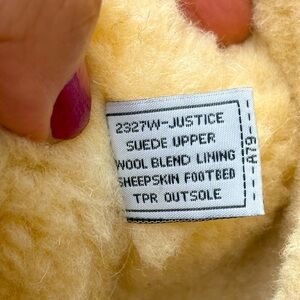 2327W-JUSTICE
SUEDE UPPER
WOOL BLEND LINING
SHEEPSKIN FOOTBED
TPR OUTSOLE
A79